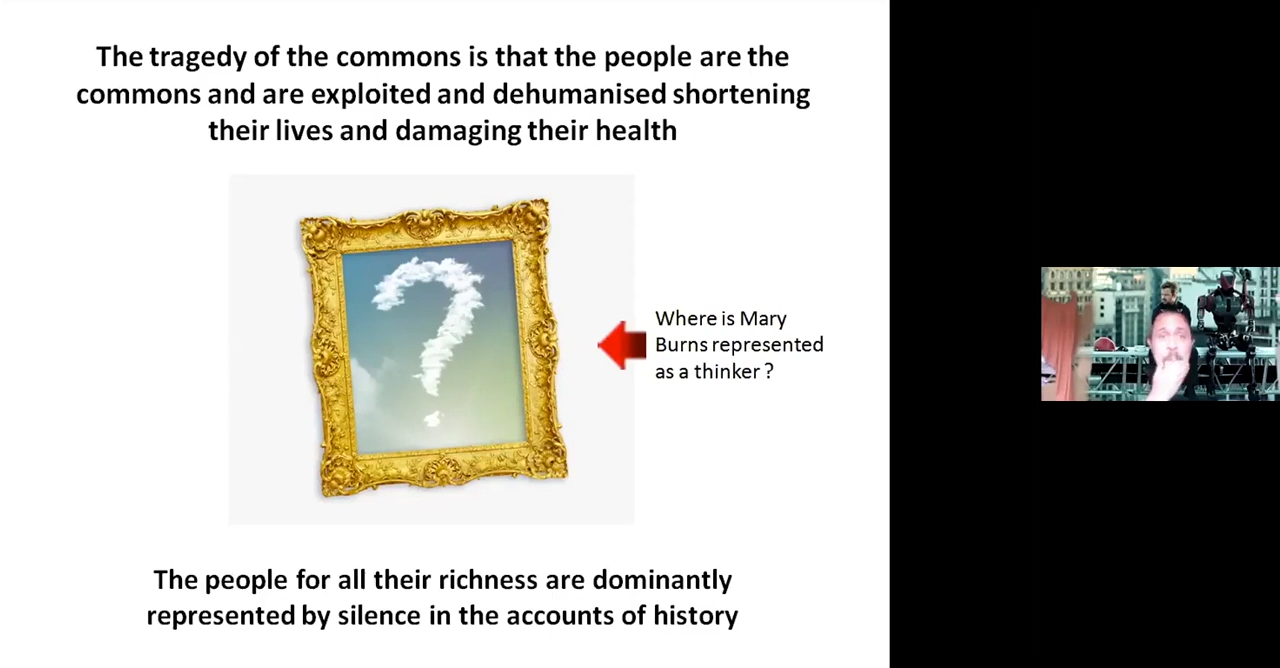 The tragedy of the commons is that the people are the
commons and are exploited and dehumanised shortening
their lives and damaging their health
Where is Mary
Burns represented
as a thinker ?
The people for all their richness are dominantly
represented by silence in the accounts of history